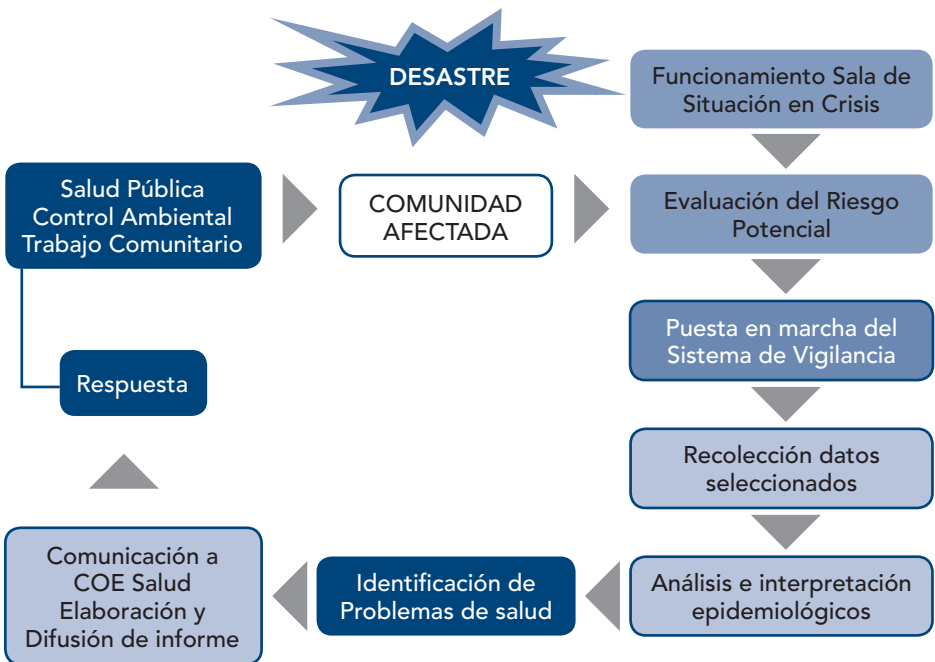 DESASTRE
Funcionamiento Sala de
Situación en Crisis
Salud Pública
Control Ambiental
Trabajo Comunitario
COMUNIDAD
AFECTADA
Evaluación del Riesgo
Potencial
Puesta en marcha del
Sistema de Vigilancia
Respuesta
Recolección datos
seleccionados
Comunicación a
COE Salud
Elaboración y
Difusión de informe
Identificación de
Problemas de salud
Análisis e interpretación
epidemiológicos